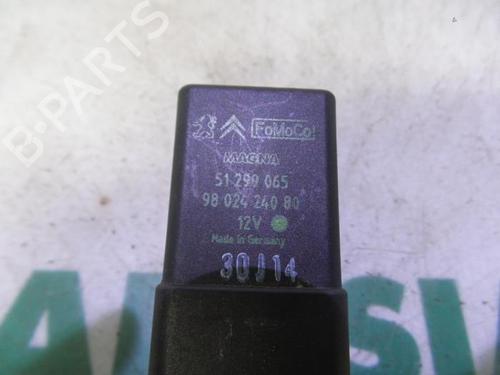 B-PARTS
FoMoCo
MAGNA
51 299 065
98 024 240 80
12V
Made in Germany
30J14